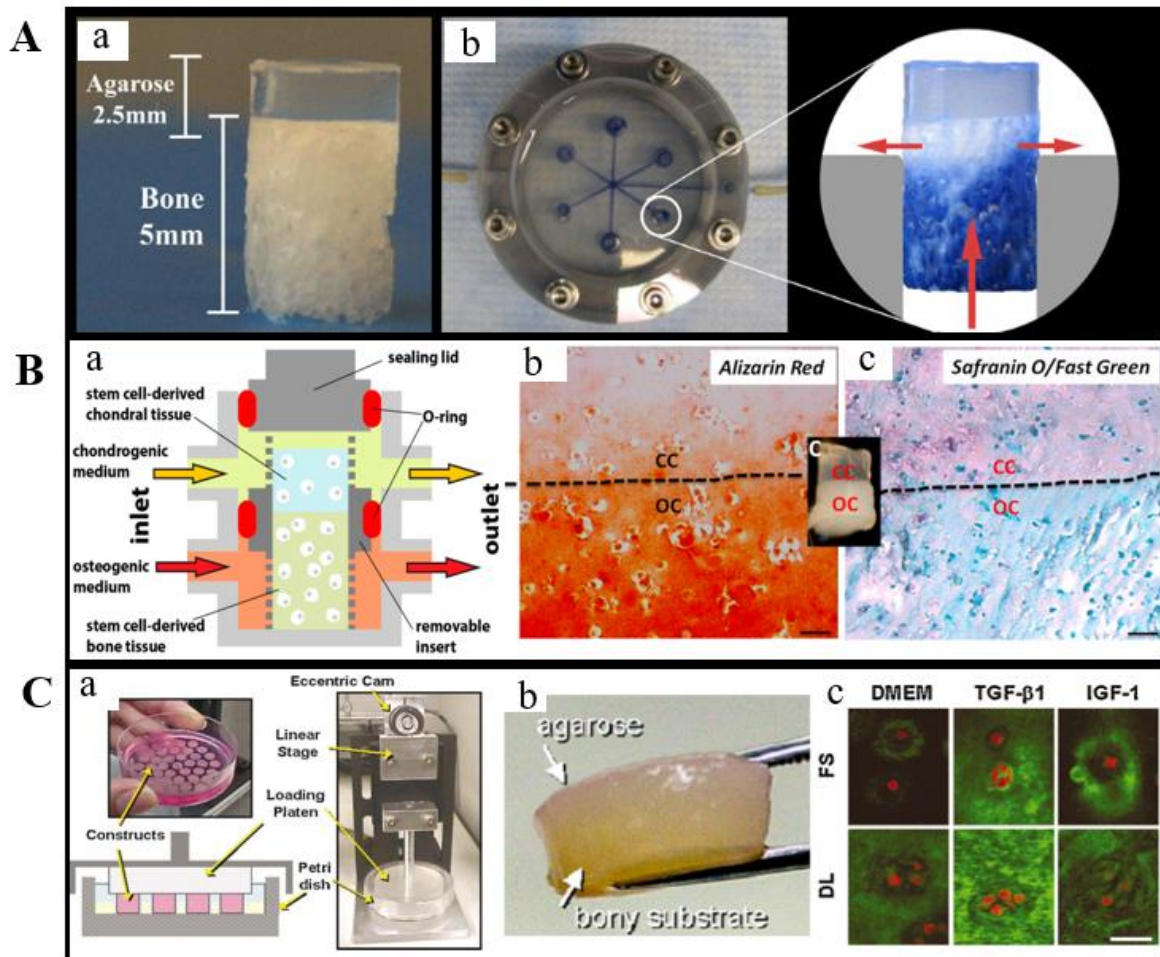 A
a
Agarose
2.5mm
Bone
5mm
b
B
a
sealing lid
stem cell-derived
chondral tissue
O-ring
chondrogenic
medium
inlet
outlet
osteogenic
medium
stem cell-derived
bone tissue
removable
insert
b
Alizarin Red
CC
OC
C
CC
OC
c
Safranin O/Fast Green
CC
OC
C
a
Eccentric Cam
Linear
Stage
Loading
Platen
Constructs
Petri
dish
b
agarose
bony substrate
c
DMEM
TGF-β1
IGF-1
FS
DL